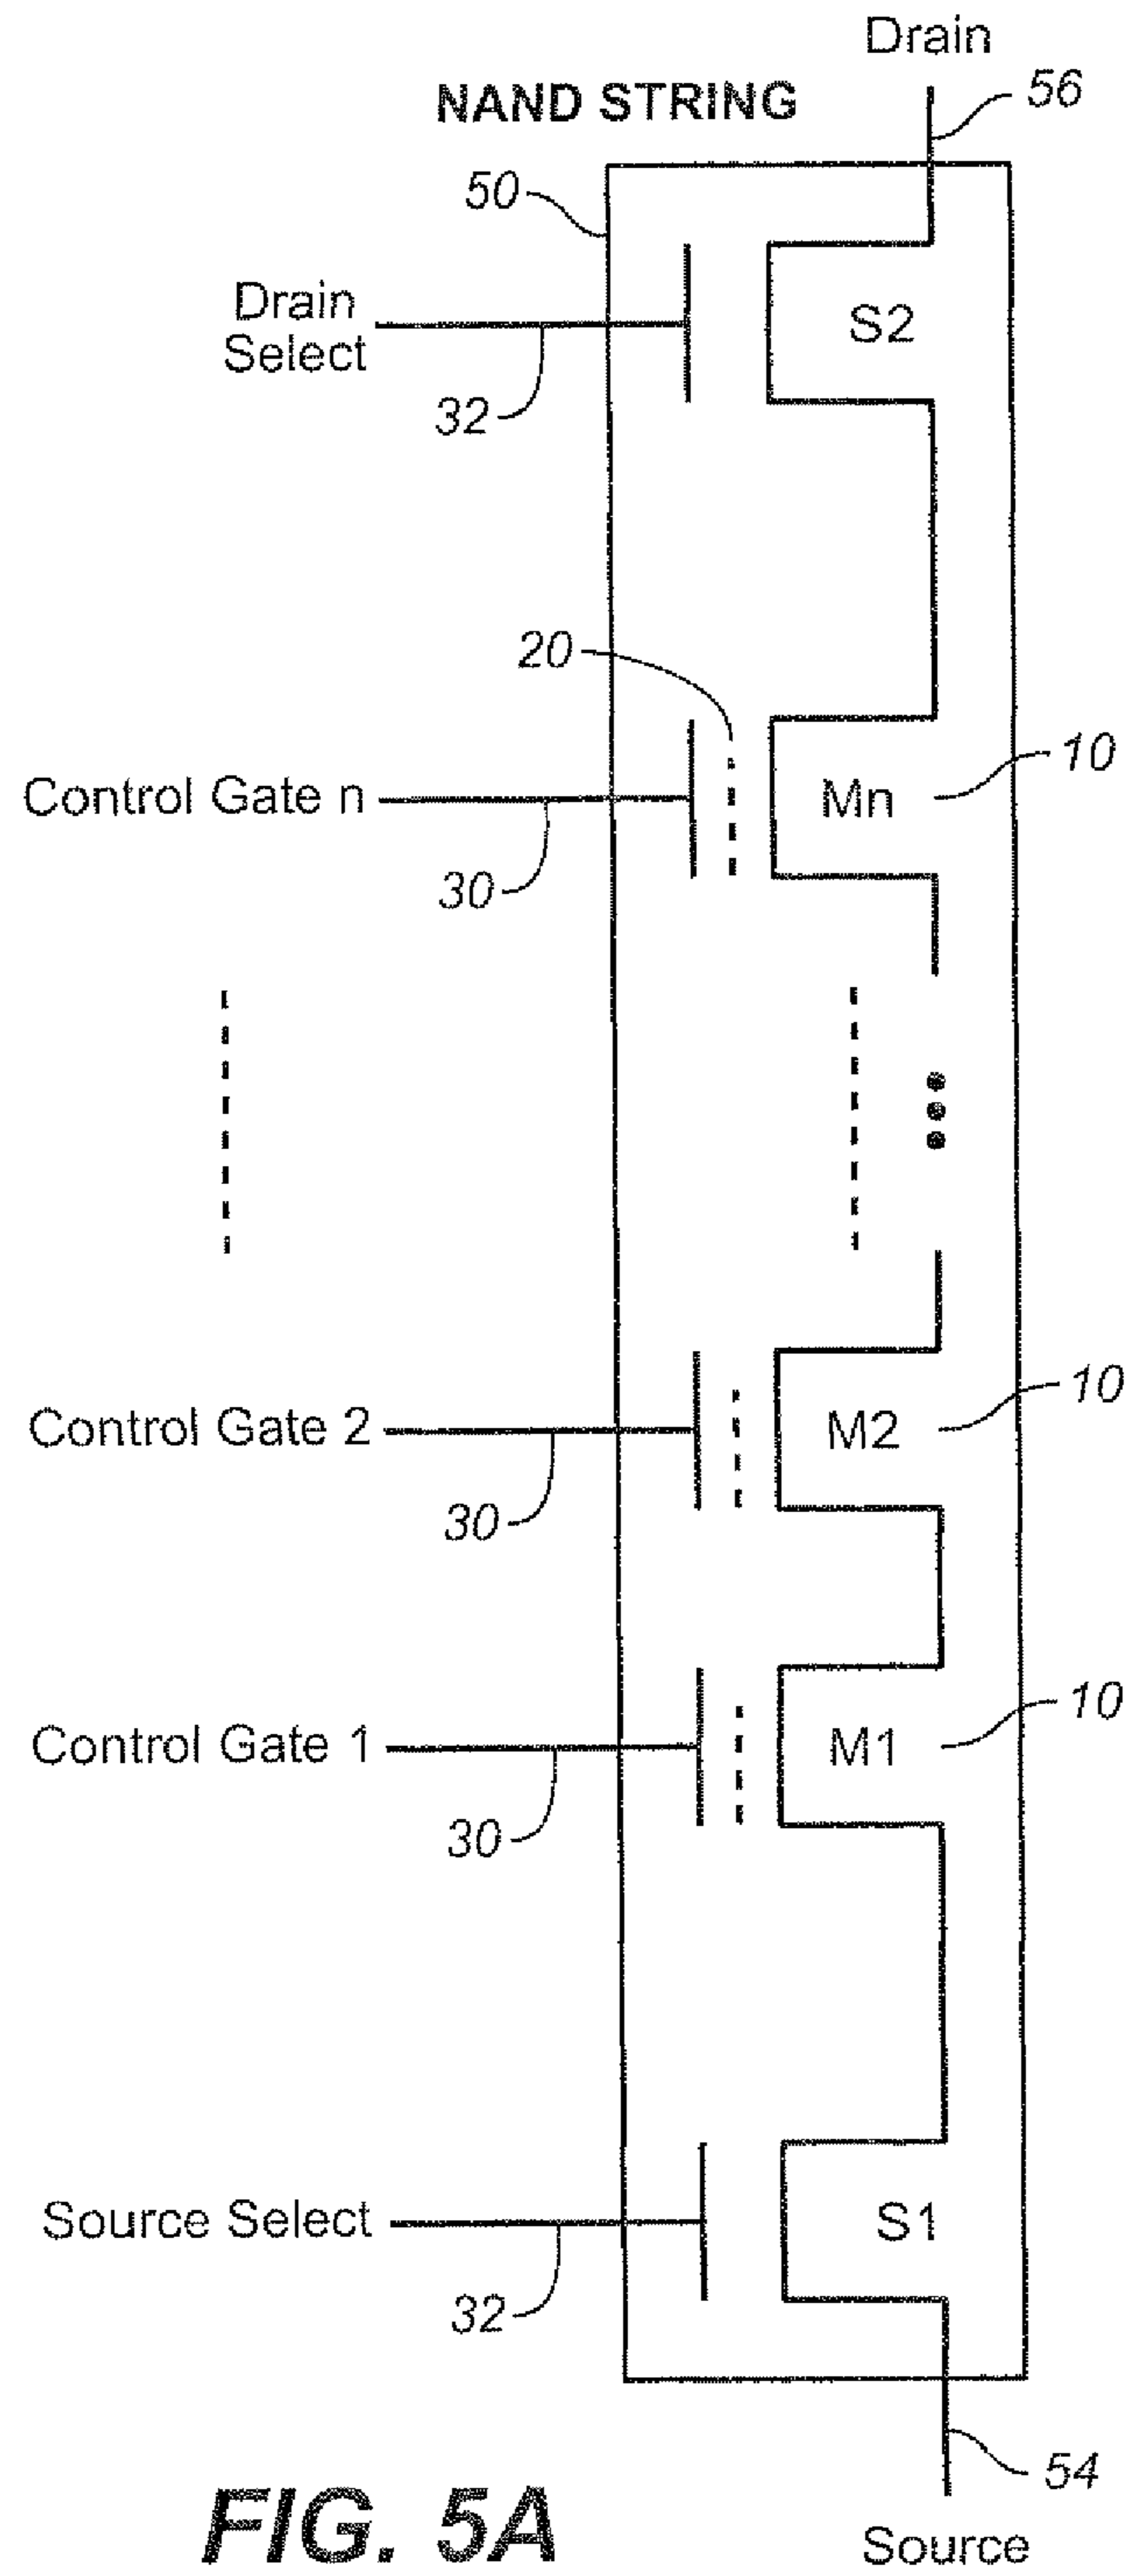 Drain
56
NAND STRING
50
Drain
Select
S2
32
20
10
Control Gate n
Mn
30
10
Control Gate 2
M2
30
10
Control Gate 1
M1
30
Source Select
S1
32
54
FIG. 5A
Source